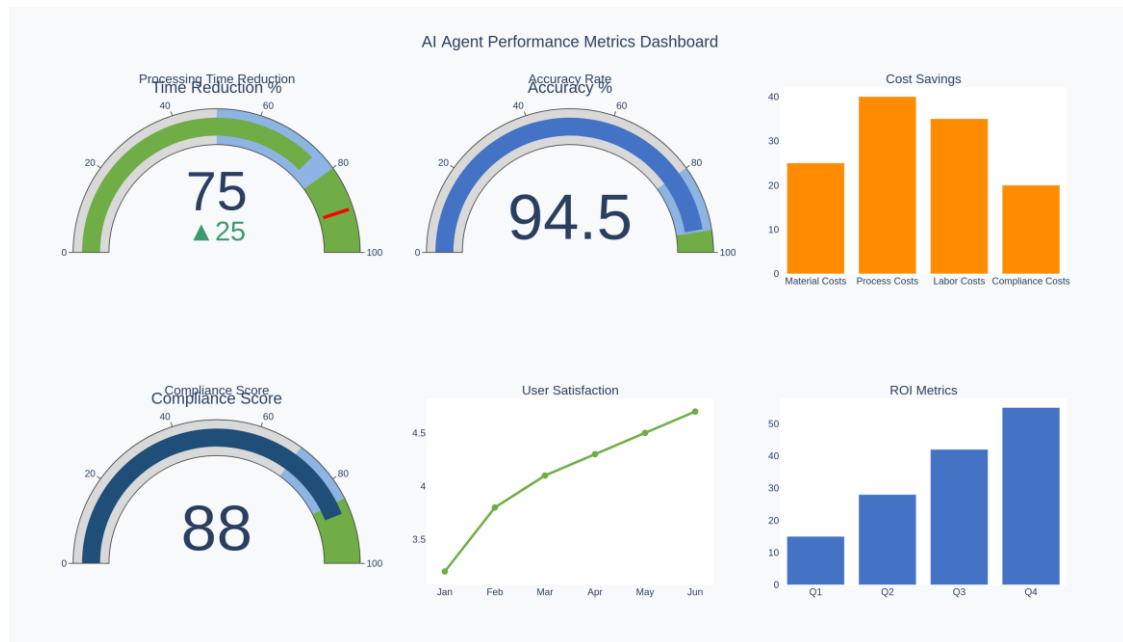 AI Agent Performance Metrics Dashboard
Processing Time Reduction
Time Reduction %
0
20
40
60
80
100
75
▲25
Accuracy Rate
Accuracy %
0
20
40
60
80
100
94.5
Cost Savings
40
30
20
10
0
Material Costs Process Costs Labor Costs Compliance Costs
Compliance Score
Compliance Score
0
20
40
60
80
100
88
User Satisfaction
4.5
4
3.5
Jan Feb Mar Apr May Jun
ROI Metrics
50
40
30
20
10
0
Q1 Q2 Q3 Q4